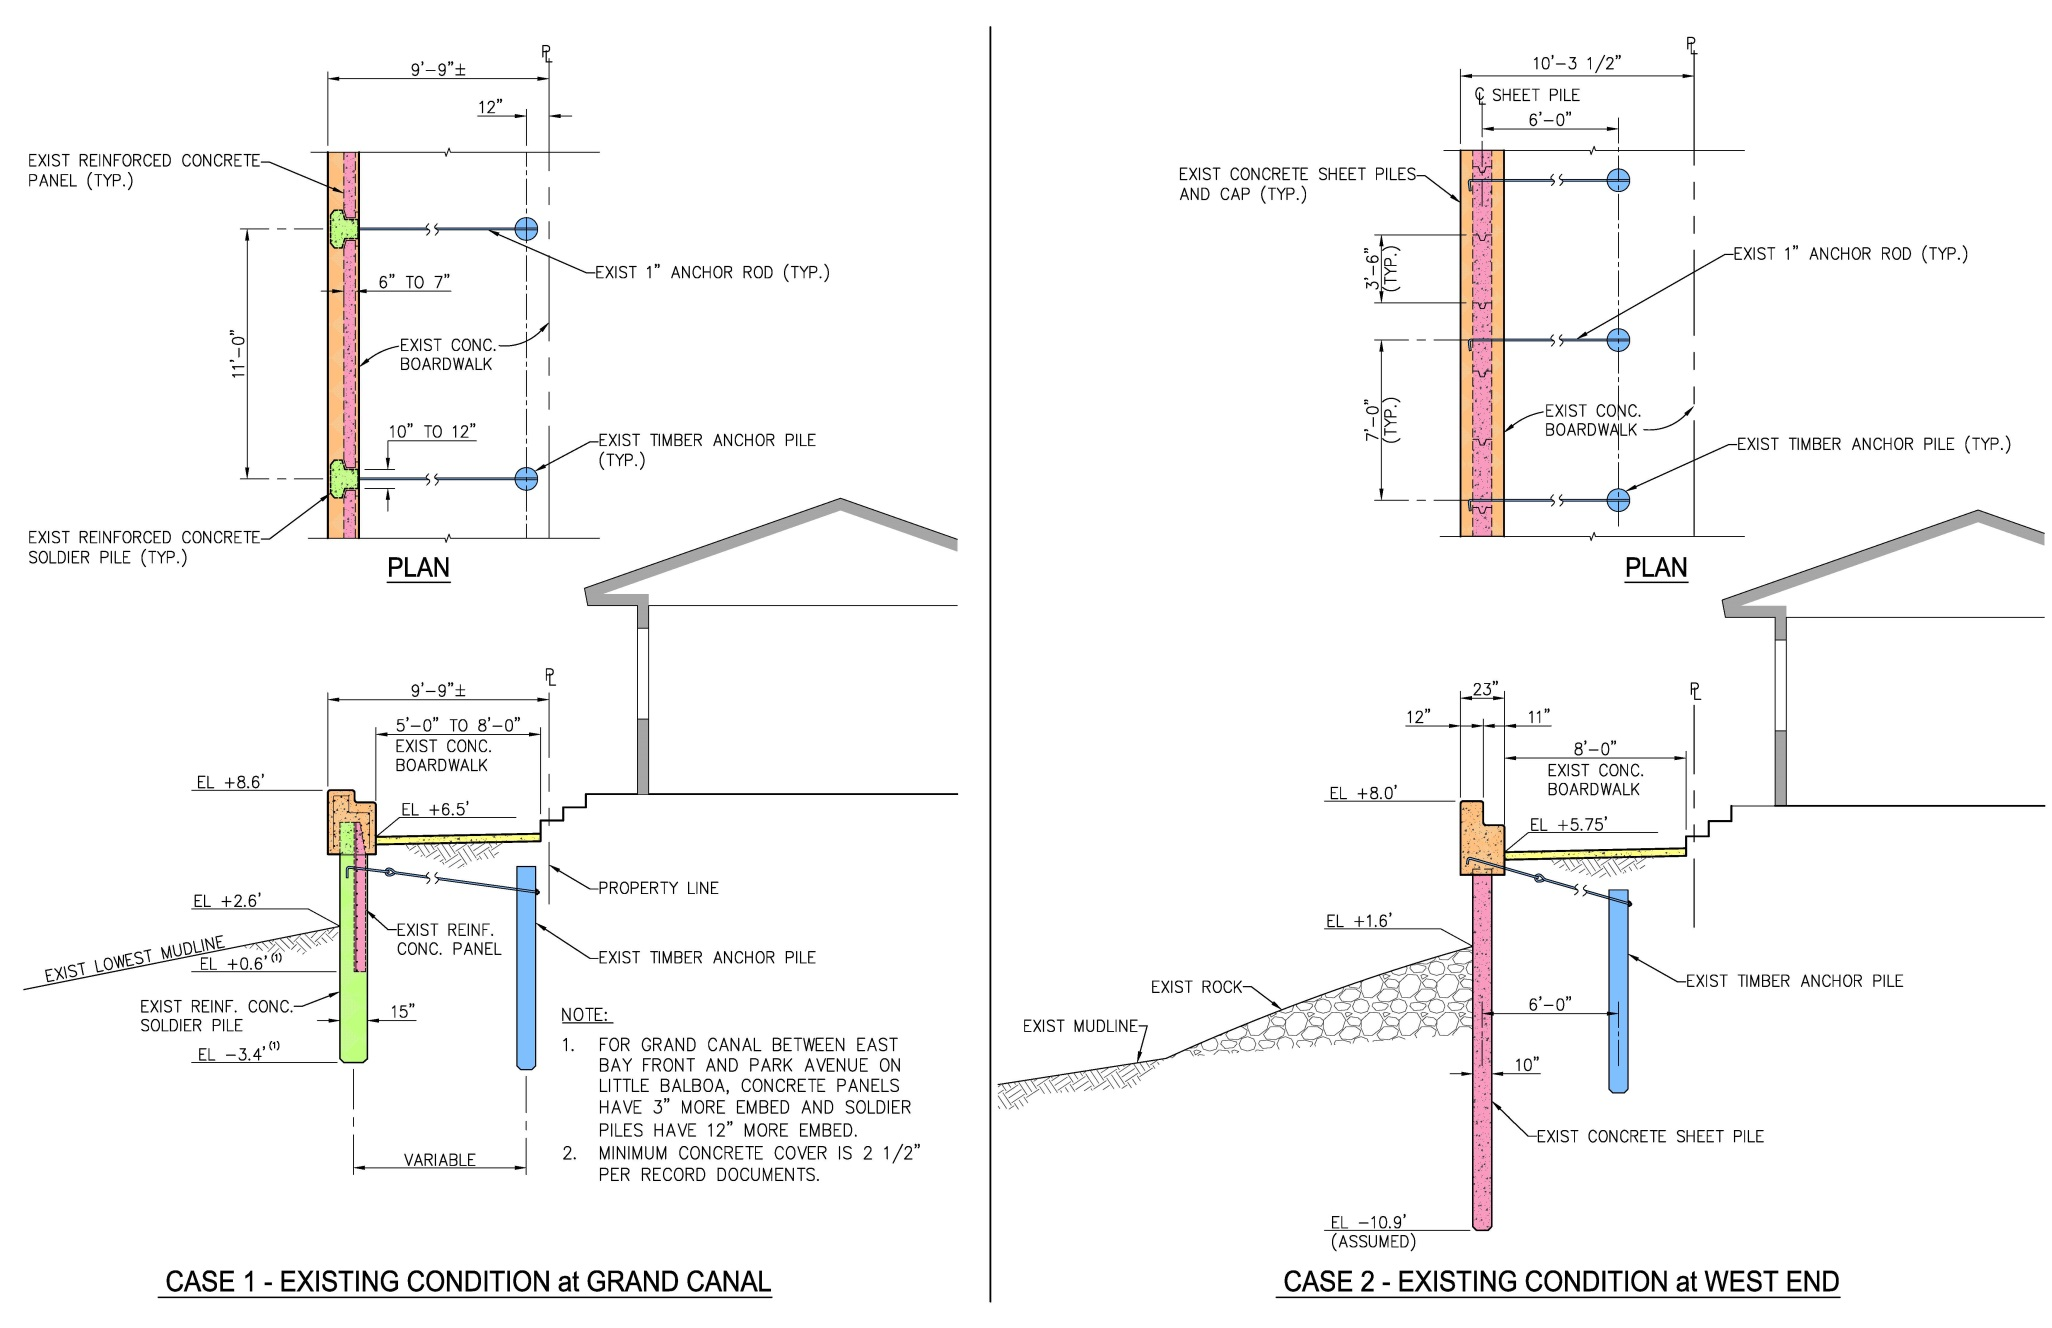 ℄
9'-9"±
12"
EXIST REINFORCED CONCRETE
PANEL (TYP.)
EXIST 1" ANCHOR ROD (TYP.)
6" TO 7"
11'-0"
EXIST CONC.
BOARDWALK
10" TO 12"
EXIST TIMBER ANCHOR PILE
(TYP.)
EXIST REINFORCED CONCRETE
SOLDIER PILE (TYP.)
PLAN
PL
9'-9"±
5'-0" TO 8'-0"
EXIST CONC.
BOARDWALK
EL +8.6'
EL +6.5'
PROPERTY LINE
EL +2.6'
EXIST LOWEST MUDLINE
EXIST REINF.
CONC. PANEL
EL +0.6'(1)
EXIST TIMBER ANCHOR PILE
EXIST REINF. CONC.
SOLDIER PILE
15"
EL -3.4'(1)
VARIABLE
NOTE:
1. FOR GRAND CANAL BETWEEN EAST
BAY FRONT AND PARK AVENUE ON
LITTLE BALBOA, CONCRETE PANELS
HAVE 3" MORE EMBED AND SOLDIER
PILES HAVE 12" MORE EMBED.
2. MINIMUM CONCRETE COVER IS 2 1/2"
PER RECORD DOCUMENTS.
CASE 1 - EXISTING CONDITION at GRAND CANAL
PL
10'-3 1/2"
℄ SHEET PILE
6'-0"
EXIST CONCRETE SHEET PILES
AND CAP (TYP.)
3'-6"
(TYP.)
EXIST 1" ANCHOR ROD (TYP.)
7'-0"
(TYP.)
EXIST CONC.
BOARDWALK
EXIST TIMBER ANCHOR PILE (TYP.)
PLAN
PL
23"
12"
11"
8'-0"
EXIST CONC.
BOARDWALK
EL +8.0'
EL +5.75'
EL +1.6'
EXIST ROCK
EXIST TIMBER ANCHOR PILE
6'-0"
EXIST MUDLINE
10"
EXIST CONCRETE SHEET PILE
EL -10.9'
(ASSUMED)
CASE 2 - EXISTING CONDITION at WEST END